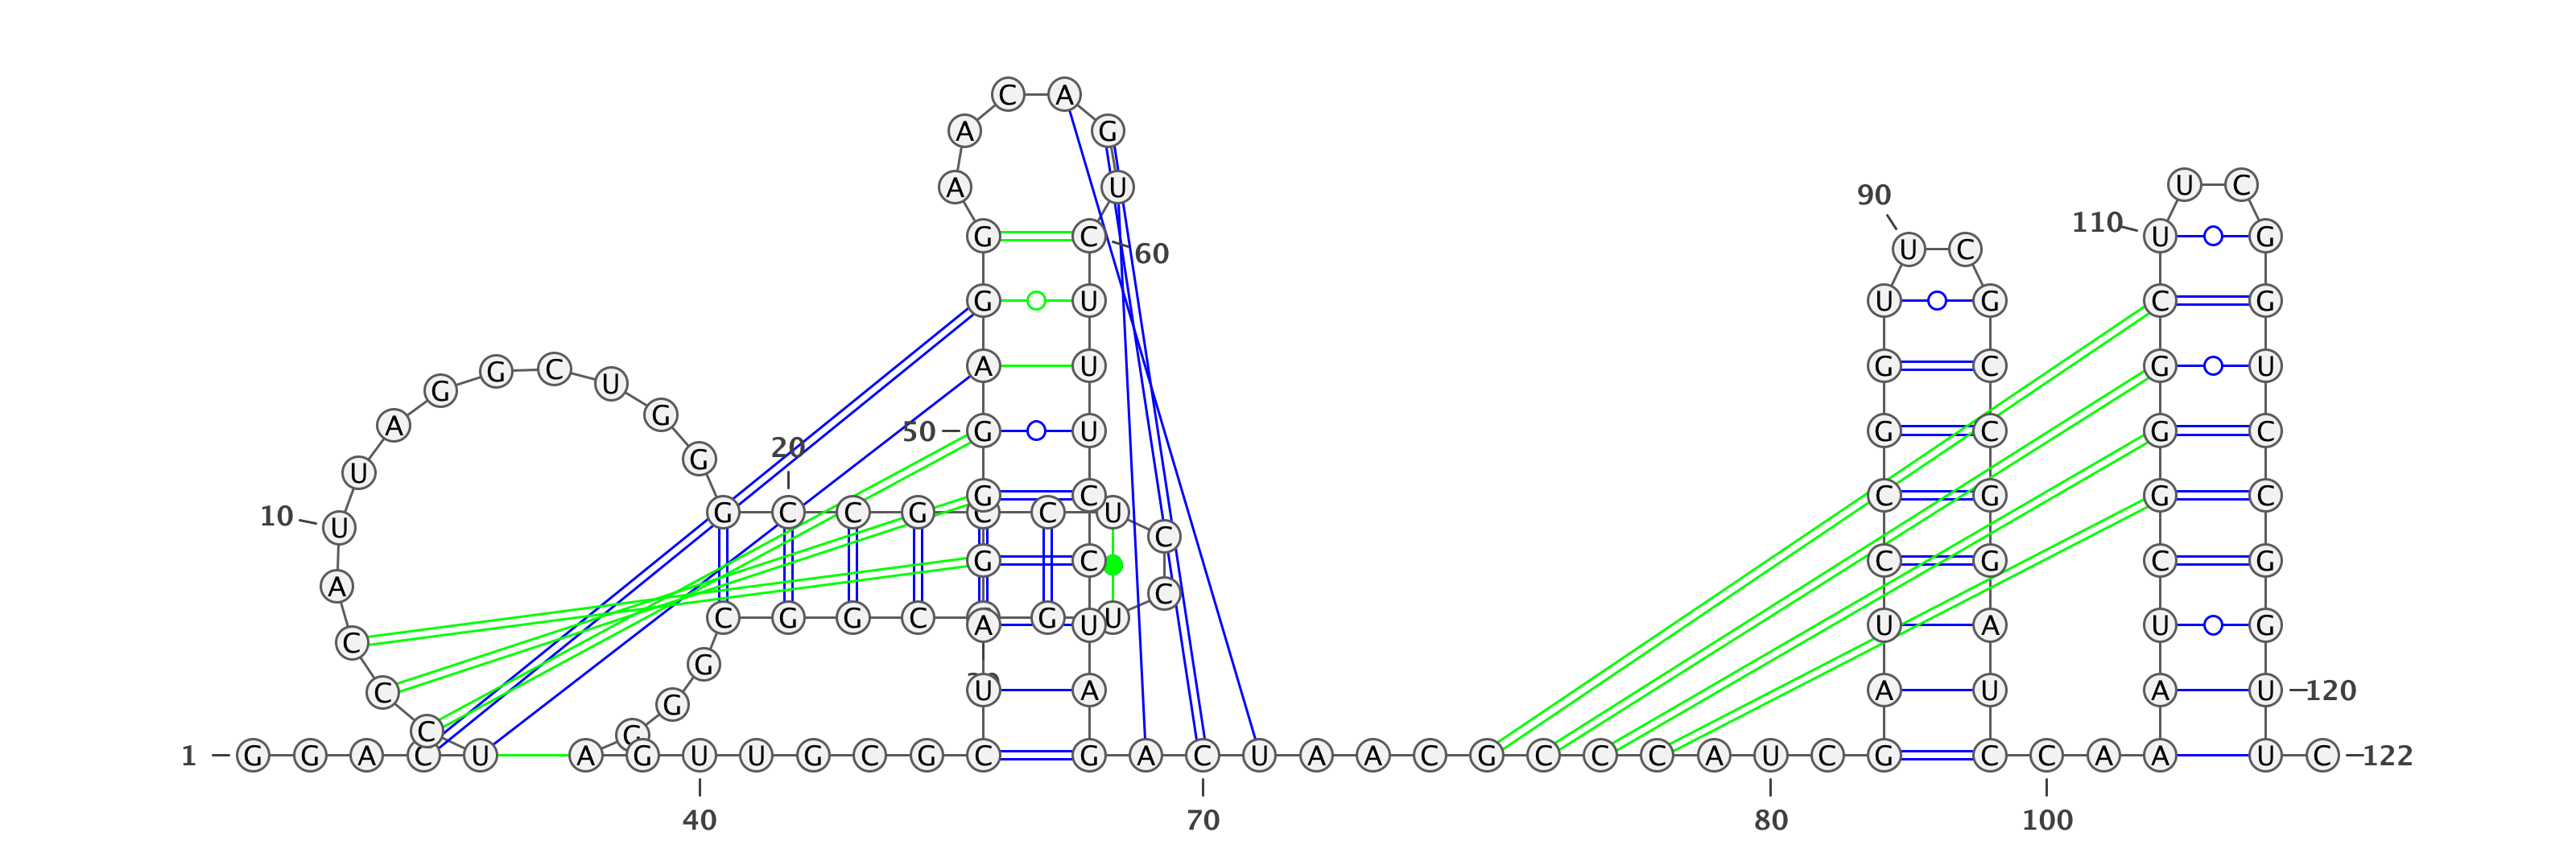 C A
A G
U C
A U
90
110
G C U G
U C 60
G U U G C G
A U G C G U
G C U
G
G
A
50 G U G C G C
20
G
U
G C C G C G C G C
10 U
G C C G C C U
C
G C C G C G
A
C
C G G C G U
A U U A U G
C
G
C
G
U A A U A U 120
C
C
1 G G A C U A G U U G C G C G A C U A A C G C C C A U C G C C A A U C 122
40 70 80 100